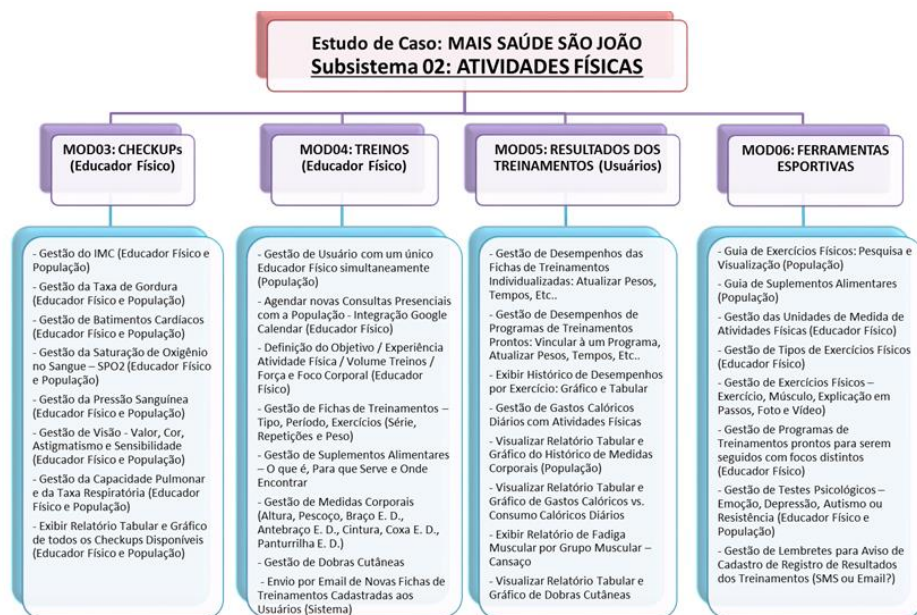 Estudo de Caso: MAIS SAÚDE SÃO JOÃO
Subsistema 02: ATIVIDADES FÍSICAS
MOD03: CHECKUPs
(Educador Físico)
- Gestão do IMC (Educador Físico e
População)
- Gestão da Taxa de Gordura
(Educador Físico e População)
- Gestão de Batimentos Cardíacos
(Educador Físico e População)
- Gestão da Saturação de Oxigênio
no Sangue – SPO2 (Educador Físico
e População)
- Gestão da Pressão Sanguínea
(Educador Físico e População)
- Gestão de Visão - Valor, Cor,
Astigmatismo e Sensibilidade
(Educador Físico e População)
- Gestão da Capacidade Pulmonar
e da Taxa Respiratória (Educador
Físico e População)
- Exibir Relatório Tabular e Gráfico
de todos os Checkups Disponíveis
(Educador Físico e População)
MOD04: TREINOS
(Educador Físico)
- Gestão de Usuário com um único
Educador Físico simultaneamente
(População)
- Agendar novas Consultas Presenciais
com a População - Integração Google
Calendar (Educador Físico)
- Definição do Objetivo / Experiência
Atividade Física / Volume Treinos /
Força e Foco Corporal (Educador
Físico)
- Gestão de Fichas de Treinamentos –
Tipo, Período, Exercícios (Série,
Repetições e Peso)
- Gestão de Suplementos Alimentares
– O que é, Para que Serve e Onde
Encontrar
- Gestão de Medidas Corporais
(Altura, Pescoço, Braço E. D.,
Antebraço E. D., Cintura, Coxa E. D.,
Panturrilha E. D.)
- Gestão de Dobras Cutâneas
- Envio por Email de Novas Fichas de
Treinamentos Cadastradas aos
Usuários (Sistema)
MOD05: RESULTADOS DOS
TREINAMENTOS (Usuários)
- Gestão de Desempenhos das
Fichas de Treinamentos
Individualizadas: Atualizar Pesos,
Tempos, Etc..
- Gestão de Desempenhos de
Programas de Treinamentos
Prontos: Vincular à um Programa,
Atualizar Pesos, Tempos, Etc..
- Exibir Histórico de Desempenhos
por Exercício: Gráfico e Tabular
- Gestão de Gastos Calóricos
Diários com Atividades Físicas
- Visualizar Relatório Tabular e
Gráfico do Histórico de Medidas
Corporais (População)
- Visualizar Relatório Tabular e
Gráfico de Gastos Calóricos vs.
Consumo Calóricos Diários
- Exibir Relatório de Fadiga
Muscular por Grupo Muscular –
Cansaço
- Visualizar Relatório Tabular e
Gráfico de Dobras Cutâneas
MOD06: FERRAMENTAS
ESPORTIVAS
- Guia de Exercícios Físicos: Pesquisa e
Visualização (População)
- Guia de Suplementos Alimentares
(População)
- Gestão das Unidades de Medida de
Atividades Físicas (Educador Físico)
- Gestão de Tipos de Exercícios Físicos
(Educador Físico)
- Gestão de Exercícios Físicos –
Exercício, Músculo, Explicação em
Passos, Foto e Vídeo)
- Gestão de Programas de
Treinamentos prontos para serem
seguidos com focos distintos
(Educador Físico)
- Gestão de Testes Psicológicos –
Emoção, Depressão, Autismo ou
Resistência (Educador Físico e
População)
- Gestão de Lembretes para Aviso de
Cadastro de Registro de Resultados
dos Treinamentos (SMS ou Email?)